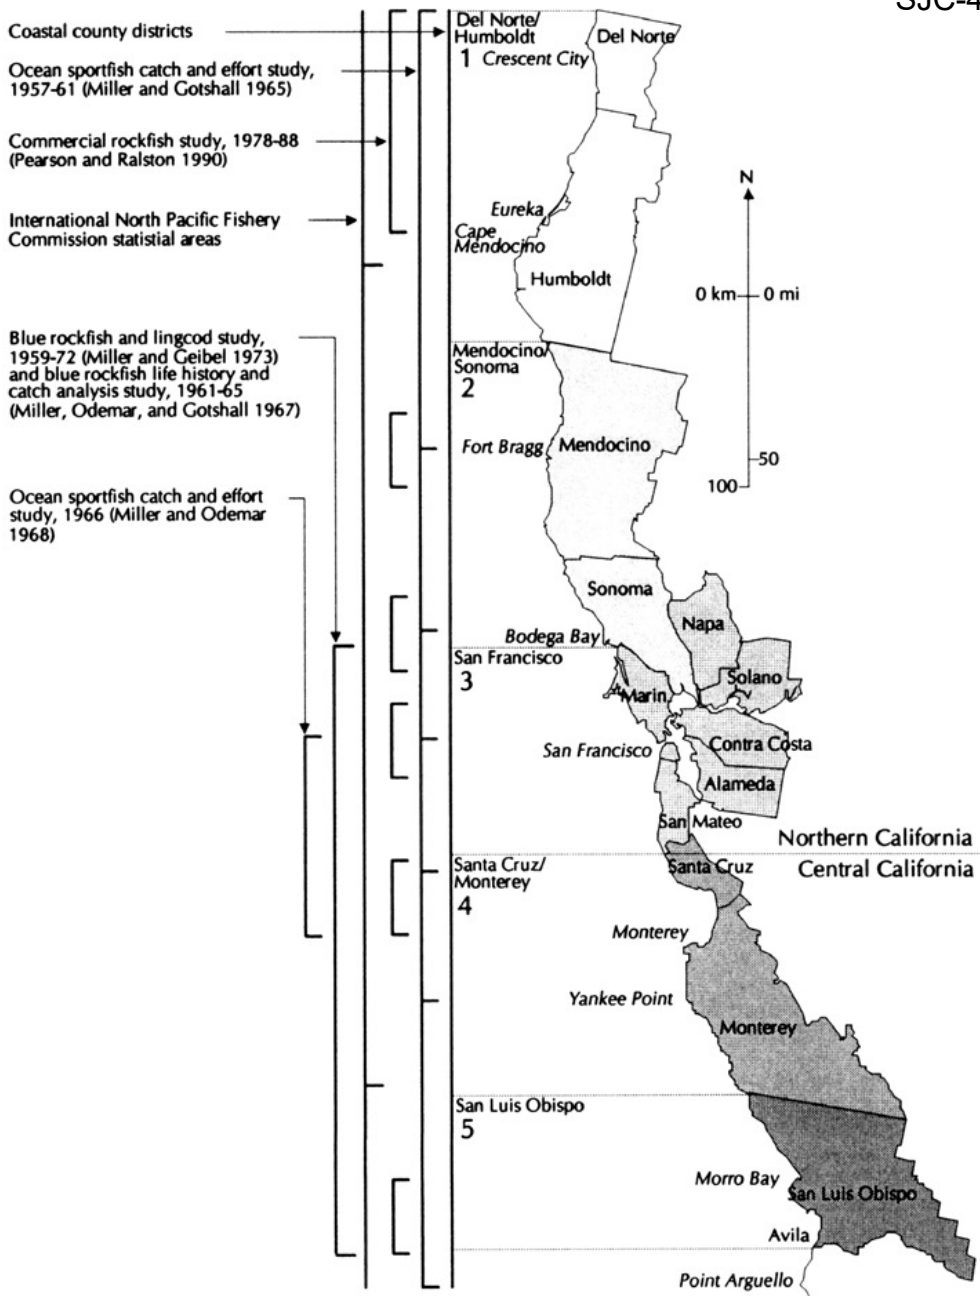 SJC-4
Coastal county districts
Ocean sportfish catch and effort study,
1957-61 (Miller and Gotshall 1965)
Commercial rockfish study, 1978-88
(Pearson and Ralston 1990)
International North Pacific Fishery
Commission statistial areas
Blue rockfish and lingcod study,
1959-72 (Miller and Geibel 1973)
and blue rockfish life history and
catch analysis study, 1961-65
(Miller, Odemar, and Gotshall 1967)
Ocean sportfish catch and effort
study, 1966 (Miller and Odemar
1968)
Del Norte/
Humboldt
1
Crescent City
Del Norte
Eureka
Cape
Mendocino
Humboldt
N
0 km
0 mi
50
100
Mendocino/
Sonoma
2
Fort Bragg
Mendocino
Sonoma
Napa
Bodega Bay
San Francisco
3
Solano
Marin
San Francisco
Contra Costa
Alameda
San Mateo
Northern California
Central California
Santa Cruz/
Monterey
4
Santa Cruz
Monterey
Yankee Point
Monterey
San Luis Obispo
5
Morro Bay
San Luis Obispo
Avila
Point Arguello